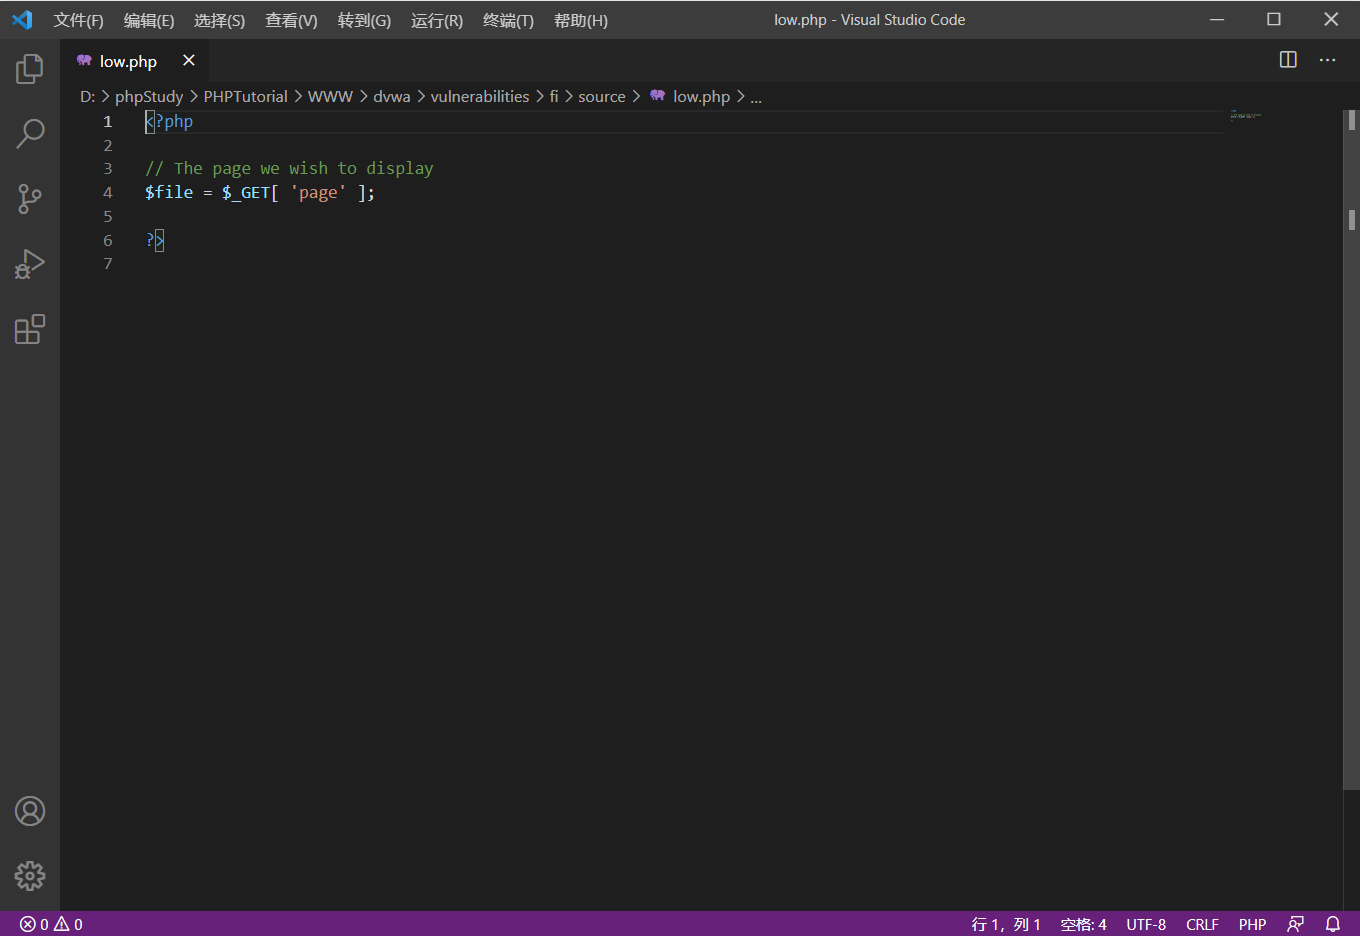 文件(F) 编辑(E) 选择(S) 查看(V) 转到(G) 运行(R) 终端(T) 帮助(H) low.php - Visual Studio Code
low.php
D: > phpStudy > PHPTutorial > WWW > dvwa > vulnerabilities > fi > source > low.php > ...
1 <?php
2
3 // The page we wish to display
4 $file = $_GET[ 'page' ];
5
6 ?>
7
0 0 行 1，列 1 空格: 4 UTF-8 CRLF PHP